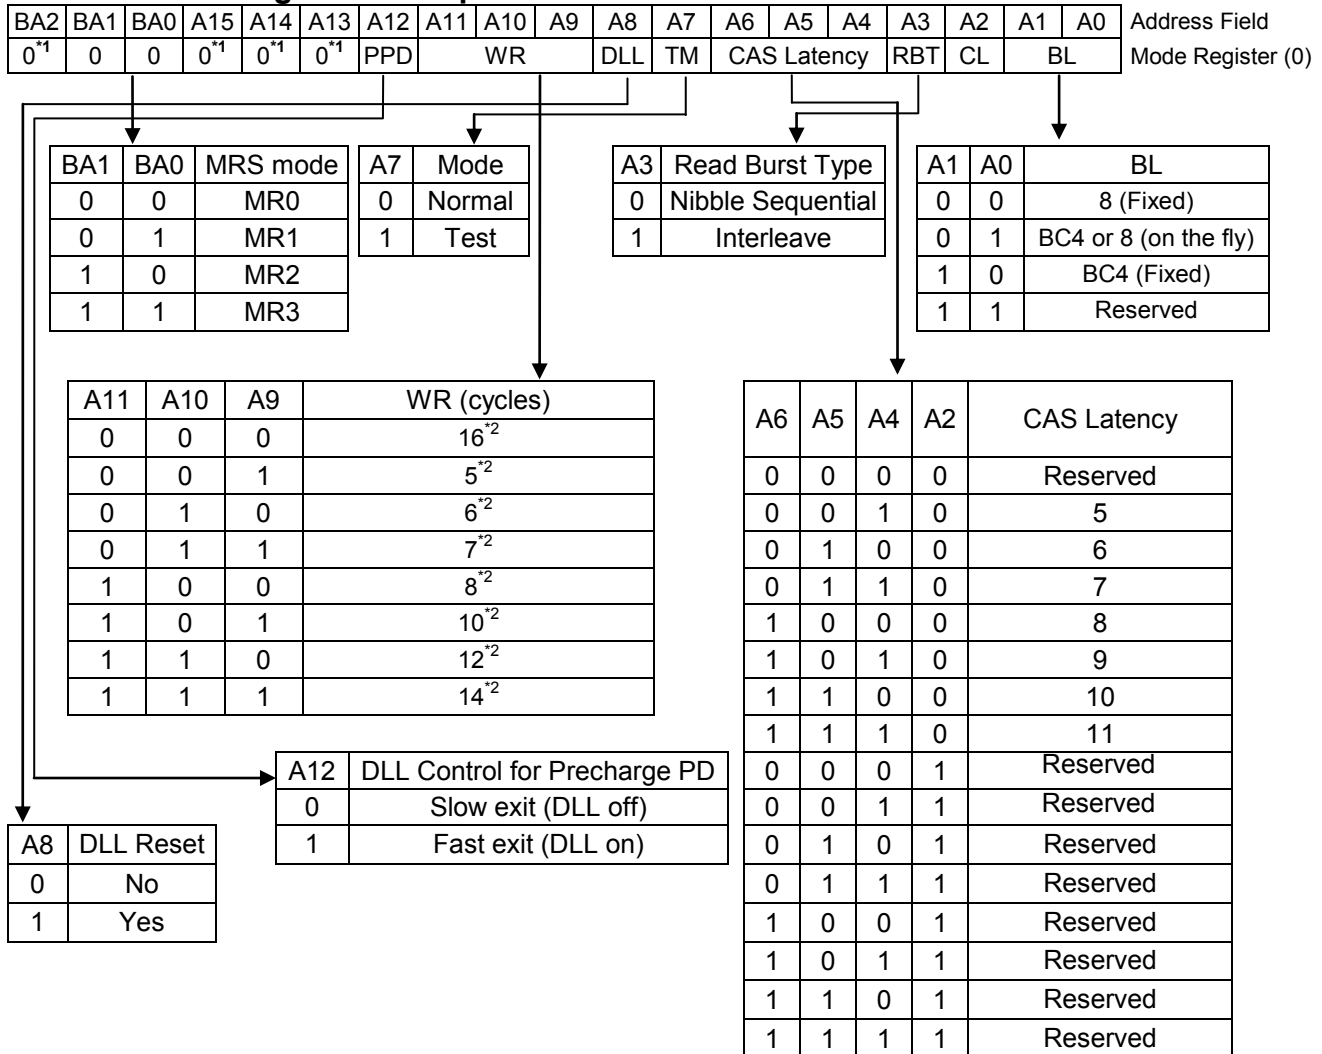 BA2 BA1 BA0 A15 A14 A13 A12 A11 A10 A9 A8 A7 A6 A5 A4 A3 A2 A1 A0 Address Field
0*1 0 0 0*1 0*1 0*1 PPD WR DLL TM CAS Latency RBT CL BL Mode Register (0)
BA1 BA0 MRS mode
0 0 MR0
0 1 MR1
1 0 MR2
1 1 MR3
A7 Mode
0 Normal
1 Test
A3 Read Burst Type
0 Nibble Sequential
1 Interleave
A1 A0 BL
0 0 8 (Fixed)
0 1 BC4 or 8 (on the fly)
1 0 BC4 (Fixed)
1 1 Reserved
A11 A10 A9 WR (cycles)
0 0 0 16*2
0 0 1 5*2
0 1 0 6*2
0 1 1 7*2
1 0 0 8*2
1 0 1 10*2
1 1 0 12*2
1 1 1 14*2
A6 A5 A4 A2 CAS Latency
0 0 0 0 Reserved
0 0 1 0 5
0 1 0 0 6
0 1 1 0 7
1 0 0 0 8
1 0 1 0 9
1 1 0 0 10
1 1 1 0 11
0 0 0 1 Reserved
0 0 1 1 Reserved
0 1 0 1 Reserved
0 1 1 1 Reserved
1 0 0 1 Reserved
1 0 1 1 Reserved
1 1 0 1 Reserved
1 1 1 1 Reserved
A12 DLL Control for Precharge PD
0 Slow exit (DLL off)
1 Fast exit (DLL on)
A8 DLL Reset
0 No
1 Yes